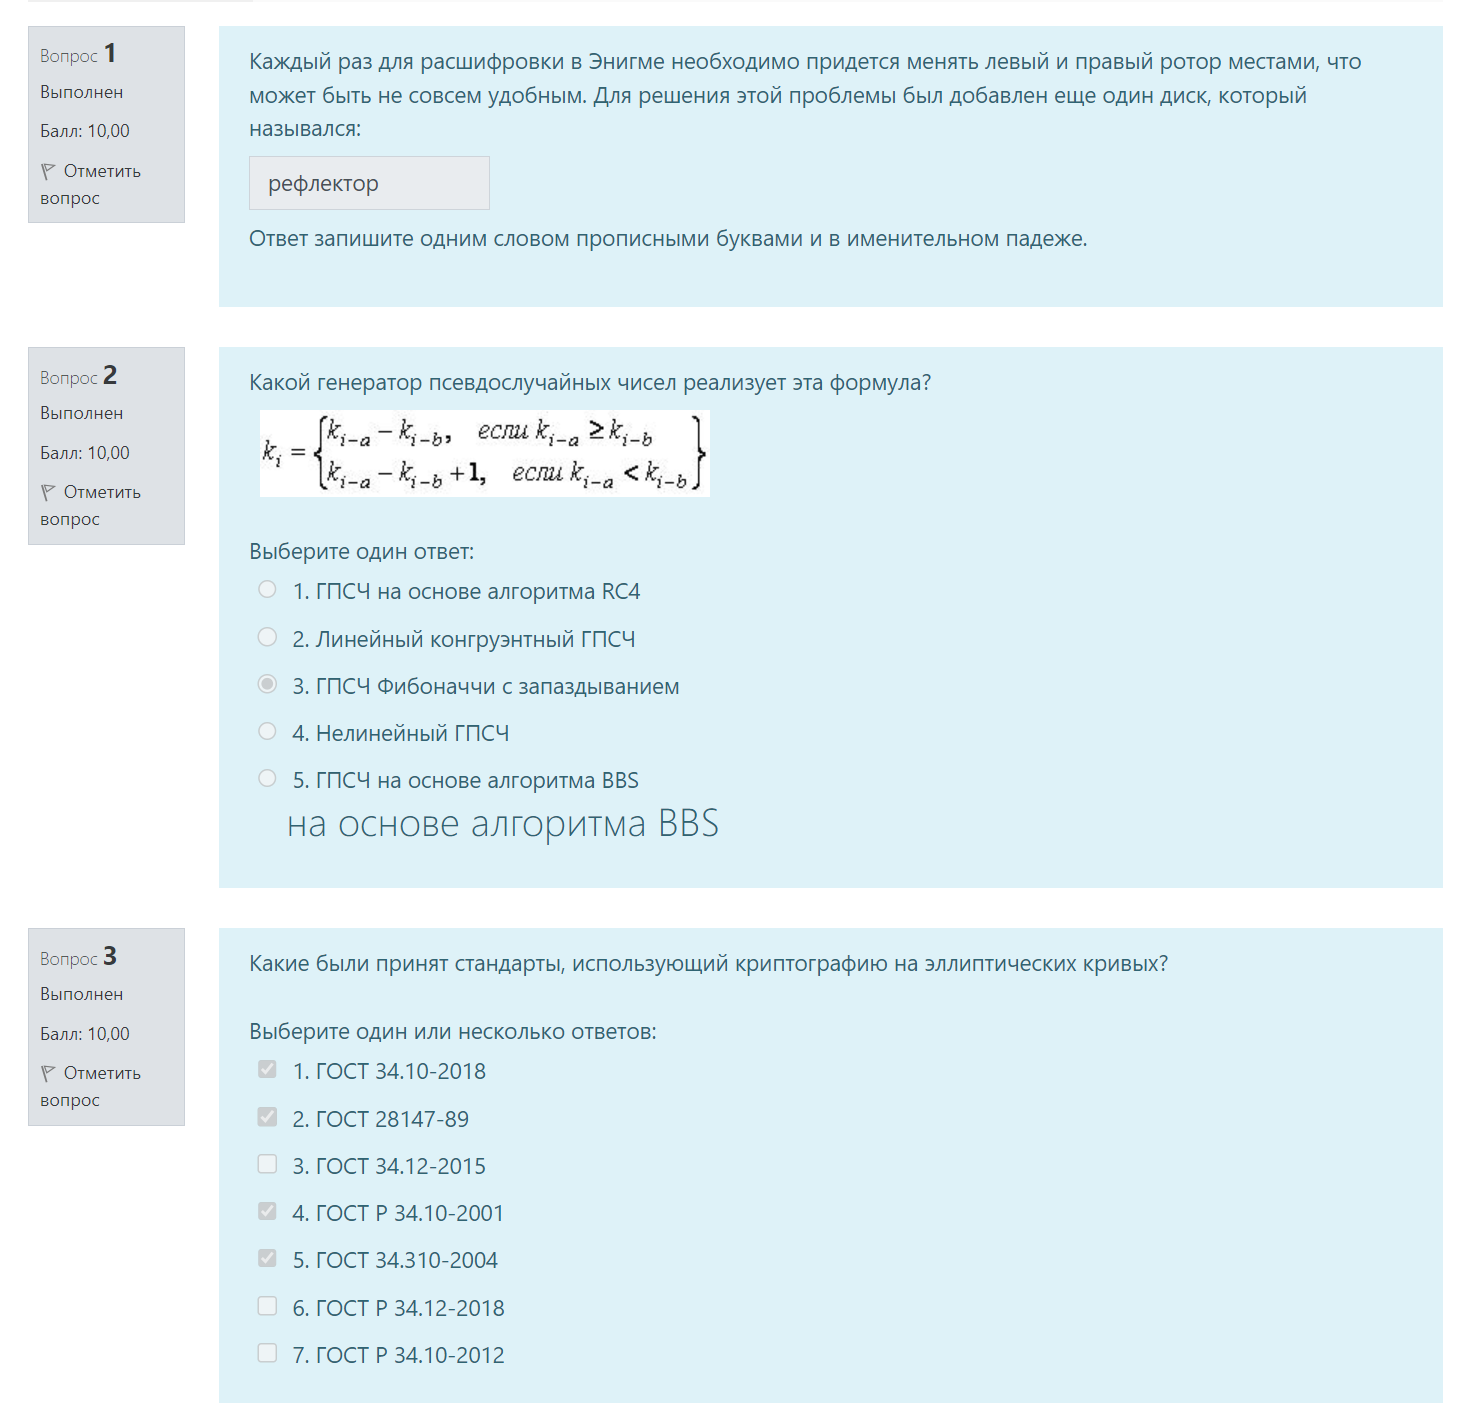 Вопрос 1
Выполнен
Балл: 10,00
Отметить
вопрос
Каждый раз для расшифровки в Энигме необходимо придется менять левый и правый ротор местами, что
может быть не совсем удобным. Для решения этой проблемы был добавлен еще один диск, который
назывался:
рефлектор
Ответ запишите одним словом прописными буквами и в именительном падеже.
Вопрос 2
Выполнен
Балл: 10,00
Отметить
вопрос
Какой генератор псевдослучайных чисел реализует эта формула?
k_i = { k_{i-a} − k_{i-b}, если k_{i-a} ≥ k_{i-b}
k_{i-a} − k_{i-b} + 1, если k_{i-a} < k_{i-b} }
Выберите один ответ:
1. ГПСЧ на основе алгоритма RC4
2. Линейный конгруэнтный ГПСЧ
3. ГПСЧ Фибоначчи с запаздыванием
4. Нелинейный ГПСЧ
5. ГПСЧ на основе алгоритма BBS
на основе алгоритма BBS
Вопрос 3
Выполнен
Балл: 10,00
Отметить
вопрос
Какие были принят стандарты, использующий криптографию на эллиптических кривых?
Выберите один или несколько ответов:
1. ГОСТ 34.10-2018
2. ГОСТ 28147-89
3. ГОСТ 34.12-2015
4. ГОСТ Р 34.10-2001
5. ГОСТ 34.310-2004
6. ГОСТ Р 34.12-2018
7. ГОСТ Р 34.10-2012